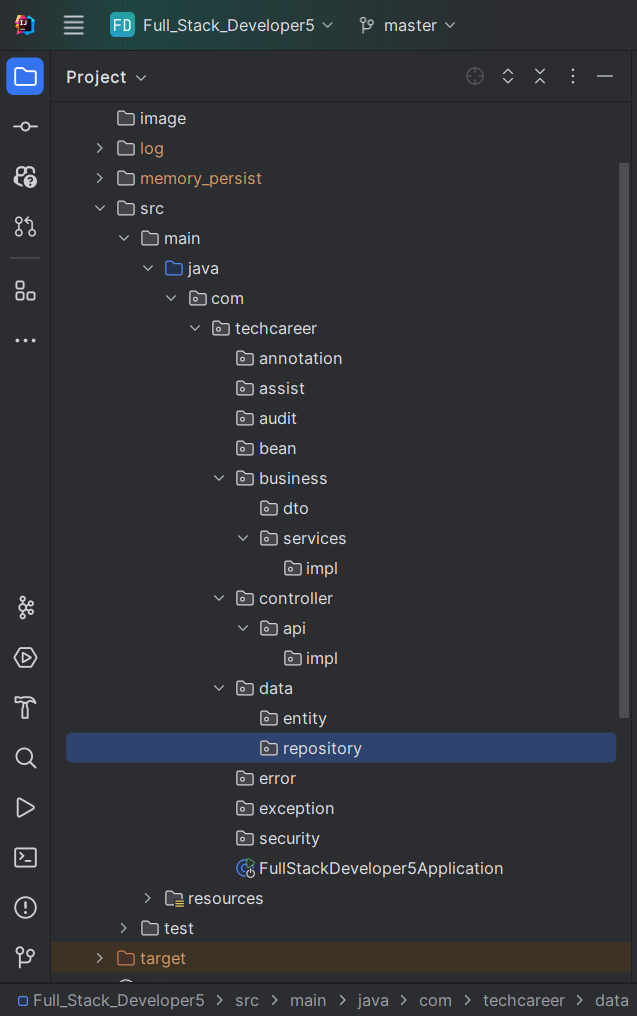 FD Full_Stack_Developer5 master
Project
image
log
memory_persist
src
main
java
com
techcareer
annotation
assist
audit
bean
business
dto
services
impl
controller
api
impl
data
entity
repository
error
exception
security
FullStackDeveloper5Application
resources
test
target
Full_Stack_Developer5 > src > main > java > com > techcareer > data